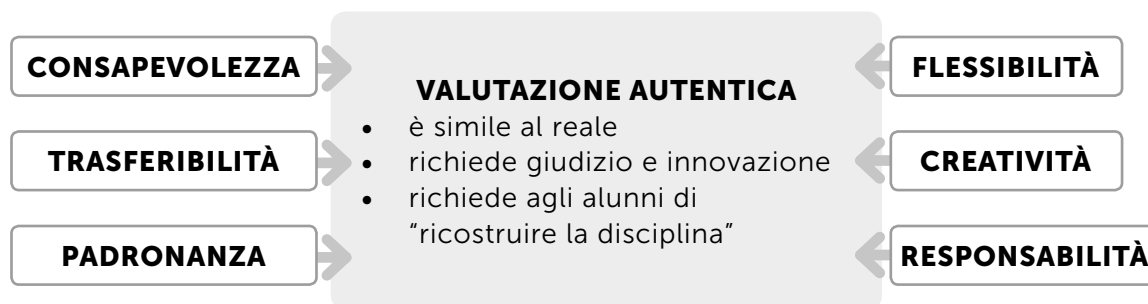 CONSAPEVOLEZZA
TRASFERIBILITÀ
PADRONANZA
VALUTAZIONE AUTENTICA
• è simile al reale
• richiede giudizio e innovazione
• richiede agli alunni di
“ricostruire la disciplina”
FLESSIBILITÀ
CREATIVITÀ
RESPONSABILITÀ